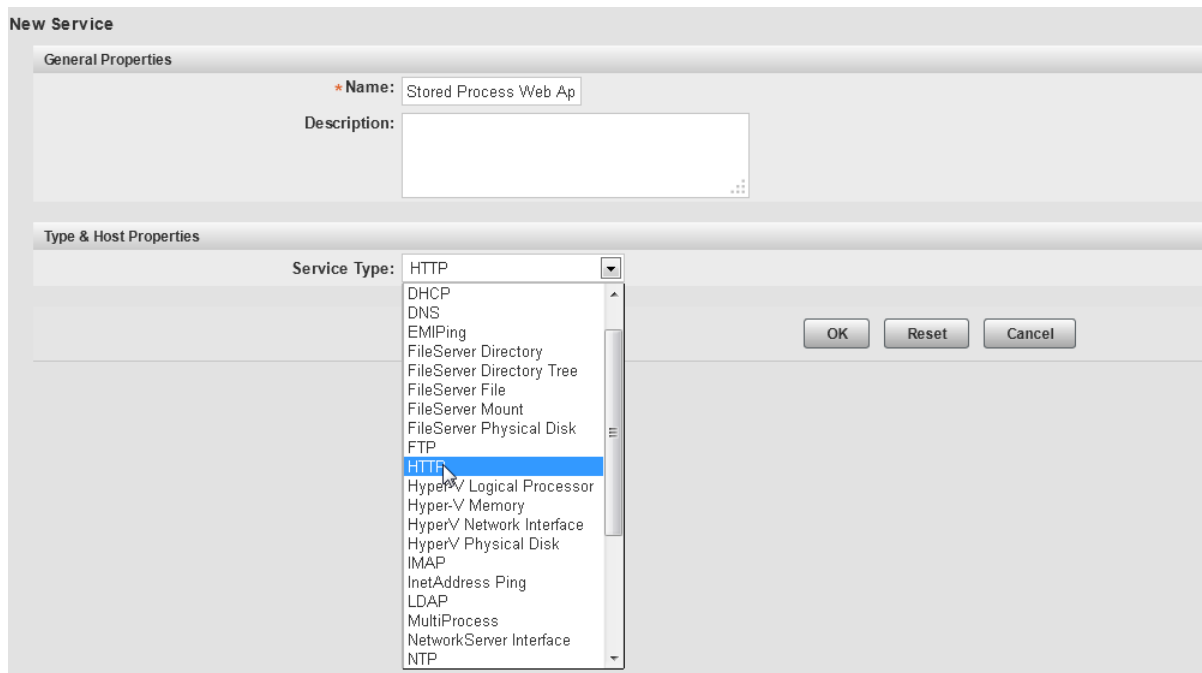 New Service
General Properties
*Name: Stored Process Web Ap
Description:
Type & Host Properties
Service Type: HTTP
DHCP
DNS
EMIPing
FileServer Directory
FileServer Directory Tree
FileServer File
FileServer Mount
FileServer Physical Disk
FTP
HTTP
Hyper-V Logical Processor
Hyper-V Memory
HyperV Network Interface
HyperV Physical Disk
IMAP
InetAddress Ping
LDAP
MultiProcess
NetworkServer Interface
NTP
OK Reset Cancel